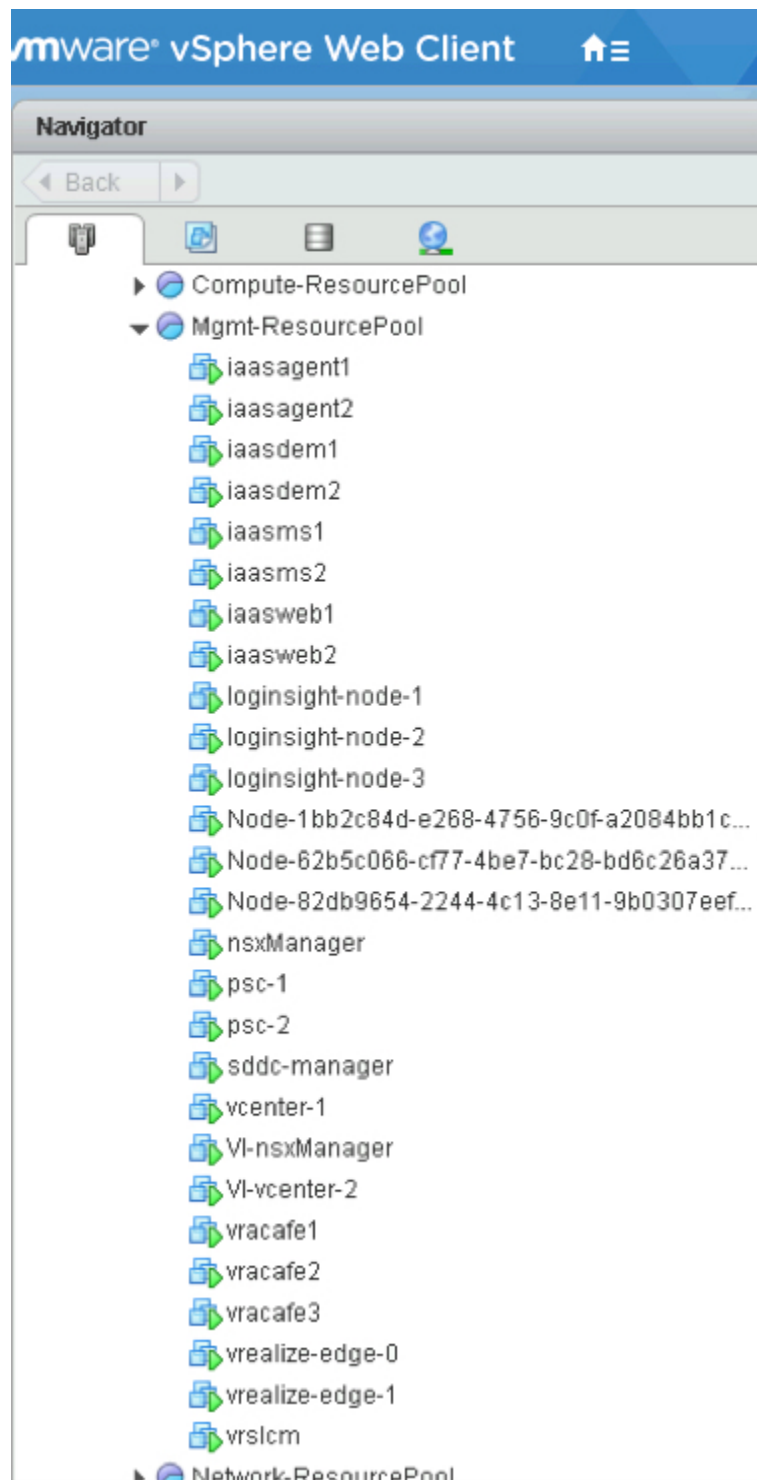 vmware® vSphere Web Client
Navigator
Back
Compute-ResourcePool
Mgmt-ResourcePool
iaasagent1
iaasagent2
iaasdem1
iaasdem2
iaasms1
iaasms2
iaasweb1
iaasweb2
loginsight-node-1
loginsight-node-2
loginsight-node-3
Node-1bb2c84d-e268-4756-9c0f-a2084bb1c...
Node-62b5c066-cf77-4be7-bc28-bd6c26a37...
Node-82db9654-2244-4c13-8e11-9b0307eef...
nsxManager
psc-1
psc-2
sddc-manager
vcenter-1
VI-nsxManager
VI-vcenter-2
vracafe1
vracafe2
vracafe3
vrealize-edge-0
vrealize-edge-1
vrslcm
Network-ResourcePool